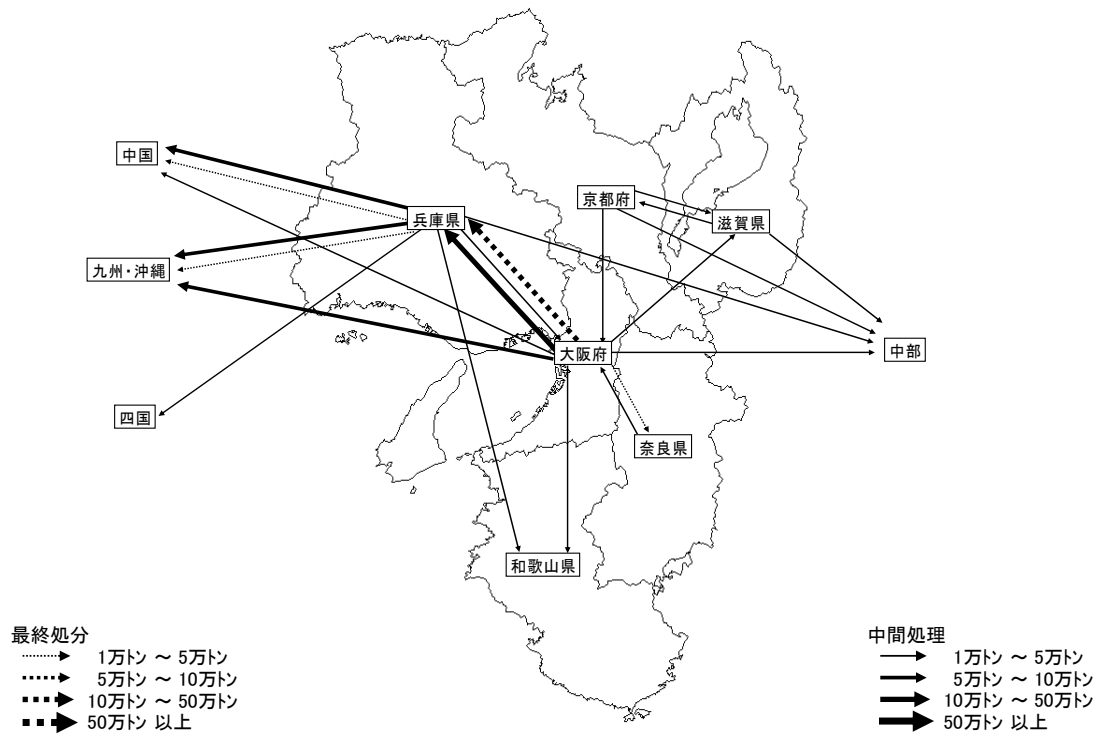 中国
京都府
滋賀県
兵庫県
九州・沖縄
大阪府
中部
四国
奈良県
和歌山県
最終処分
1万トン ～ 5万トン
5万トン ～ 10万トン
10万トン ～ 50万トン
50万トン 以上
中間処理
1万トン ～ 5万トン
5万トン ～ 10万トン
10万トン ～ 50万トン
50万トン 以上